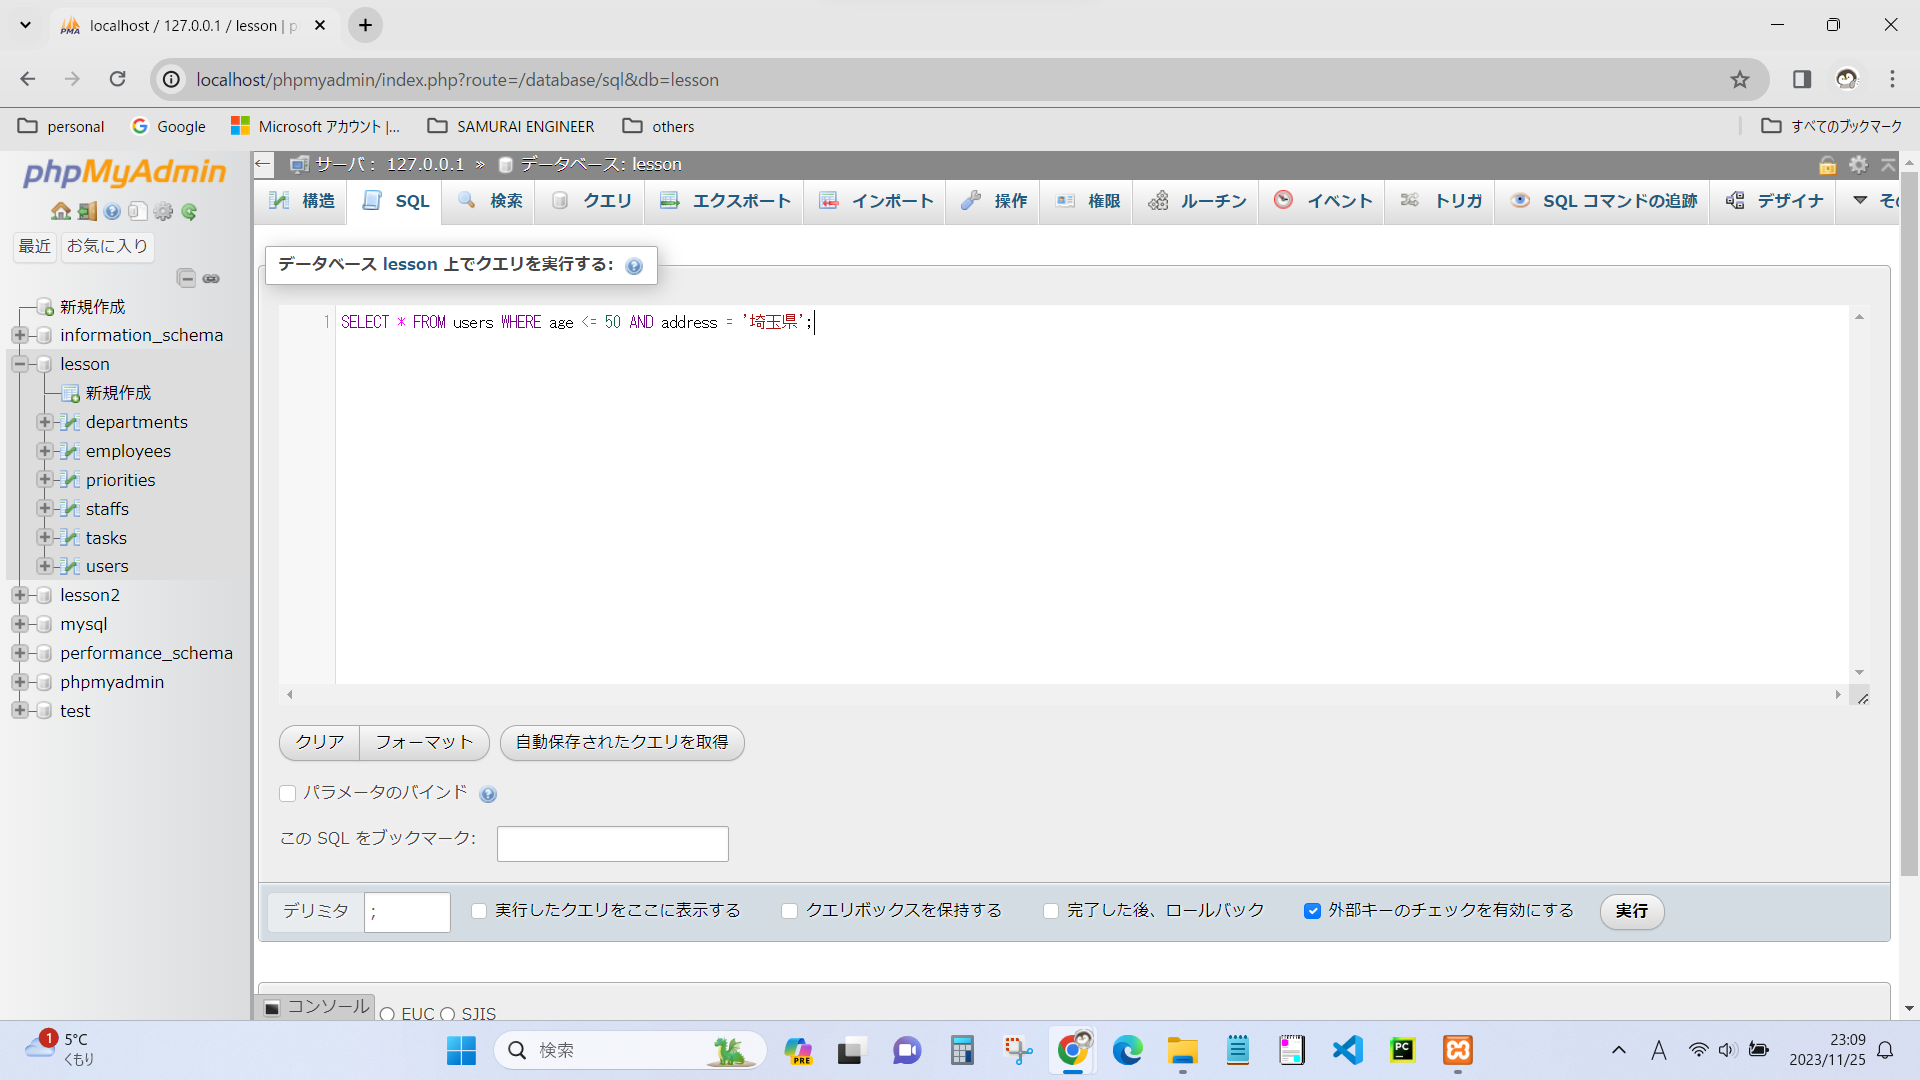 localhost / 127.0.0.1 / lesson | p
localhost/phpmyadmin/index.php?route=/database/sql&db=lesson
personal
Google
Microsoft アカウント |...
SAMURAI ENGINEER
others
すべてのブックマーク
phpMyAdmin
最近 お気に入り
新規作成
information_schema
lesson
新規作成
departments
employees
priorities
staffs
tasks
users
lesson2
mysql
performance_schema
phpmyadmin
test
サーバ: 127.0.0.1 » データベース: lesson
構造 SQL 検索 クエリ エクスポート インポート 操作 権限 ルーチン イベント トリガ SQL コマンドの追跡 デザイナ
データベース lesson 上でクエリを実行する:
1 SELECT * FROM users WHERE age <= 50 AND address = '埼玉県';
クリア フォーマット 自動保存されたクエリを取得
パラメータのバインド
この SQL をブックマーク:
デリミタ ; 実行したクエリをここに表示する クエリボックスを保持する 完了した後、ロールバック 外部キーのチェックを有効にする 実行
コンソール EUC SJIS
1 5°C
くもり
検索
PRE
PC
A
23:09
2023/11/25